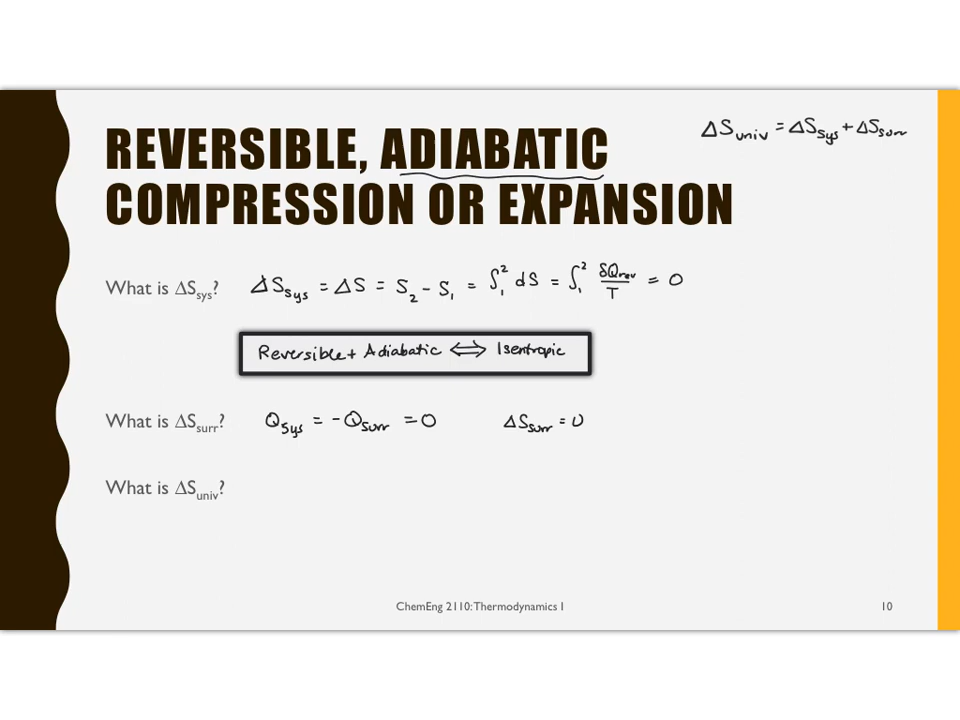 ΔS_univ = ΔS_sys + ΔS_surr
REVERSIBLE, ADIABATIC
COMPRESSION OR EXPANSION
What is ΔS_sys? ΔS_sys = ΔS = S_2 - S_1 = ∫_1^2 dS = ∫_1^2 δQ_rev/T = 0
Reversible + Adiabatic ⟺ Isentropic
What is ΔS_surr? Q_sys = -Q_surr = 0 ΔS_surr = 0
What is ΔS_univ?
ChemEng 2110: Thermodynamics I 10